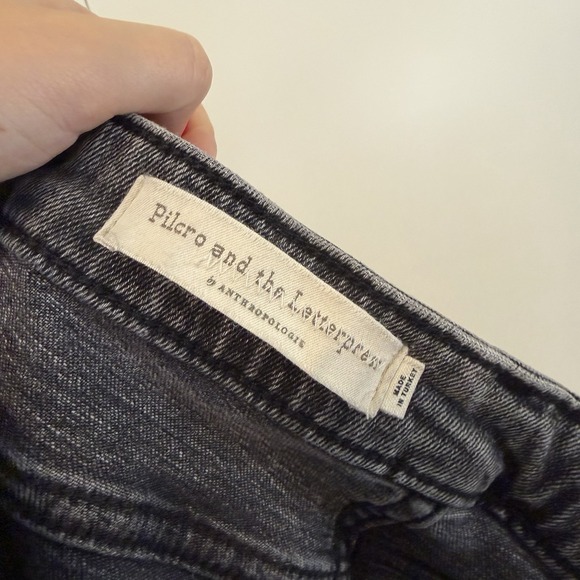 Pilcro and the Letterpress
by ANTHROPOLOGIE
MADE
IN TURKEY